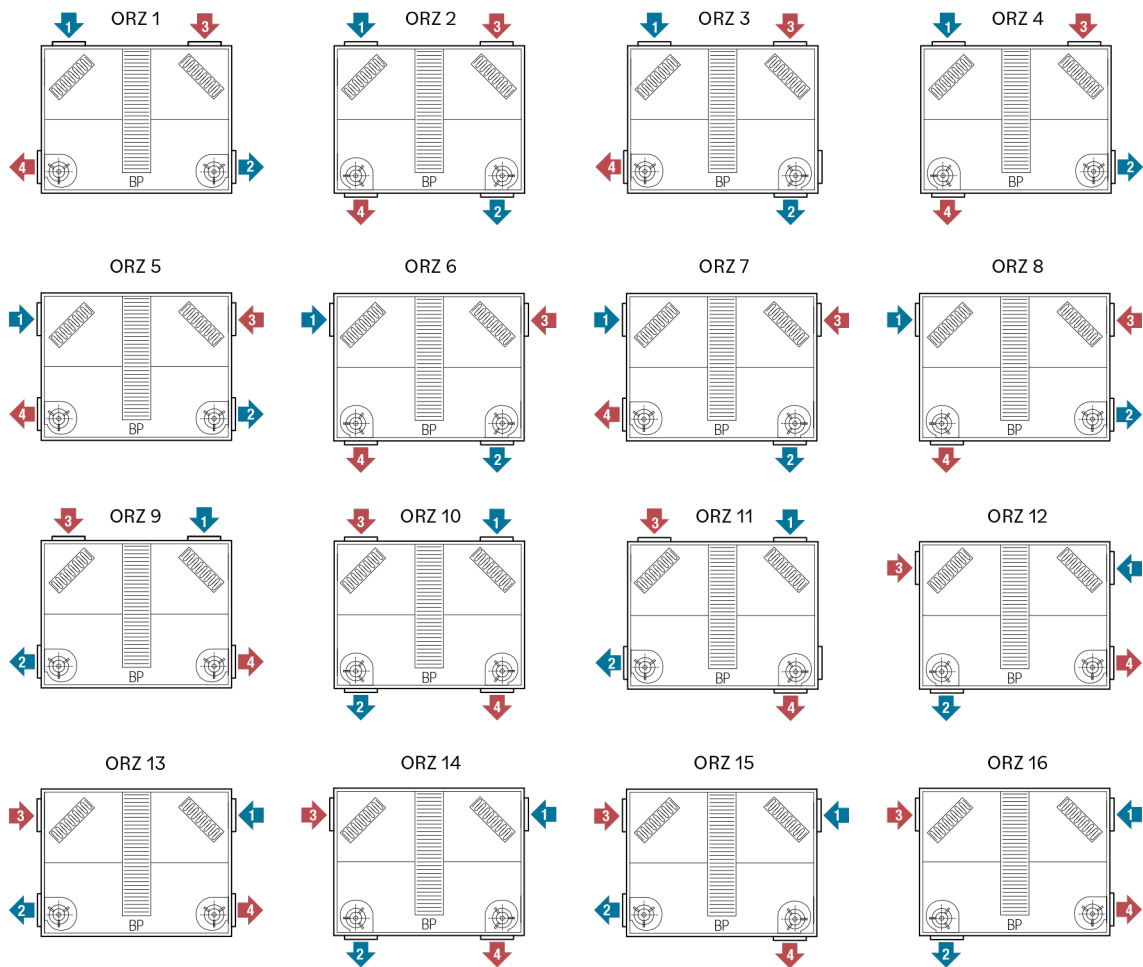 1 ORZ 1 3
4 BP 2
1 ORZ 2 3
BP
4 2
1 ORZ 3 3
4 BP
2
1 ORZ 4 3
BP 2
4
ORZ 5
1 3
4 BP 2
ORZ 6
1 3
BP
4 2
ORZ 7
1 3
4 BP
2
ORZ 8
1 3
BP 2
4
3 ORZ 9 1
2 BP 4
3 ORZ 10 1
BP
2 4
3 ORZ 11 1
2 BP
4
ORZ 12
3 1
BP 4
2
ORZ 13
3 1
2 BP 4
ORZ 14
3 1
BP
2 4
ORZ 15
3 1
2 BP
4
ORZ 16
3 1
BP 4
2